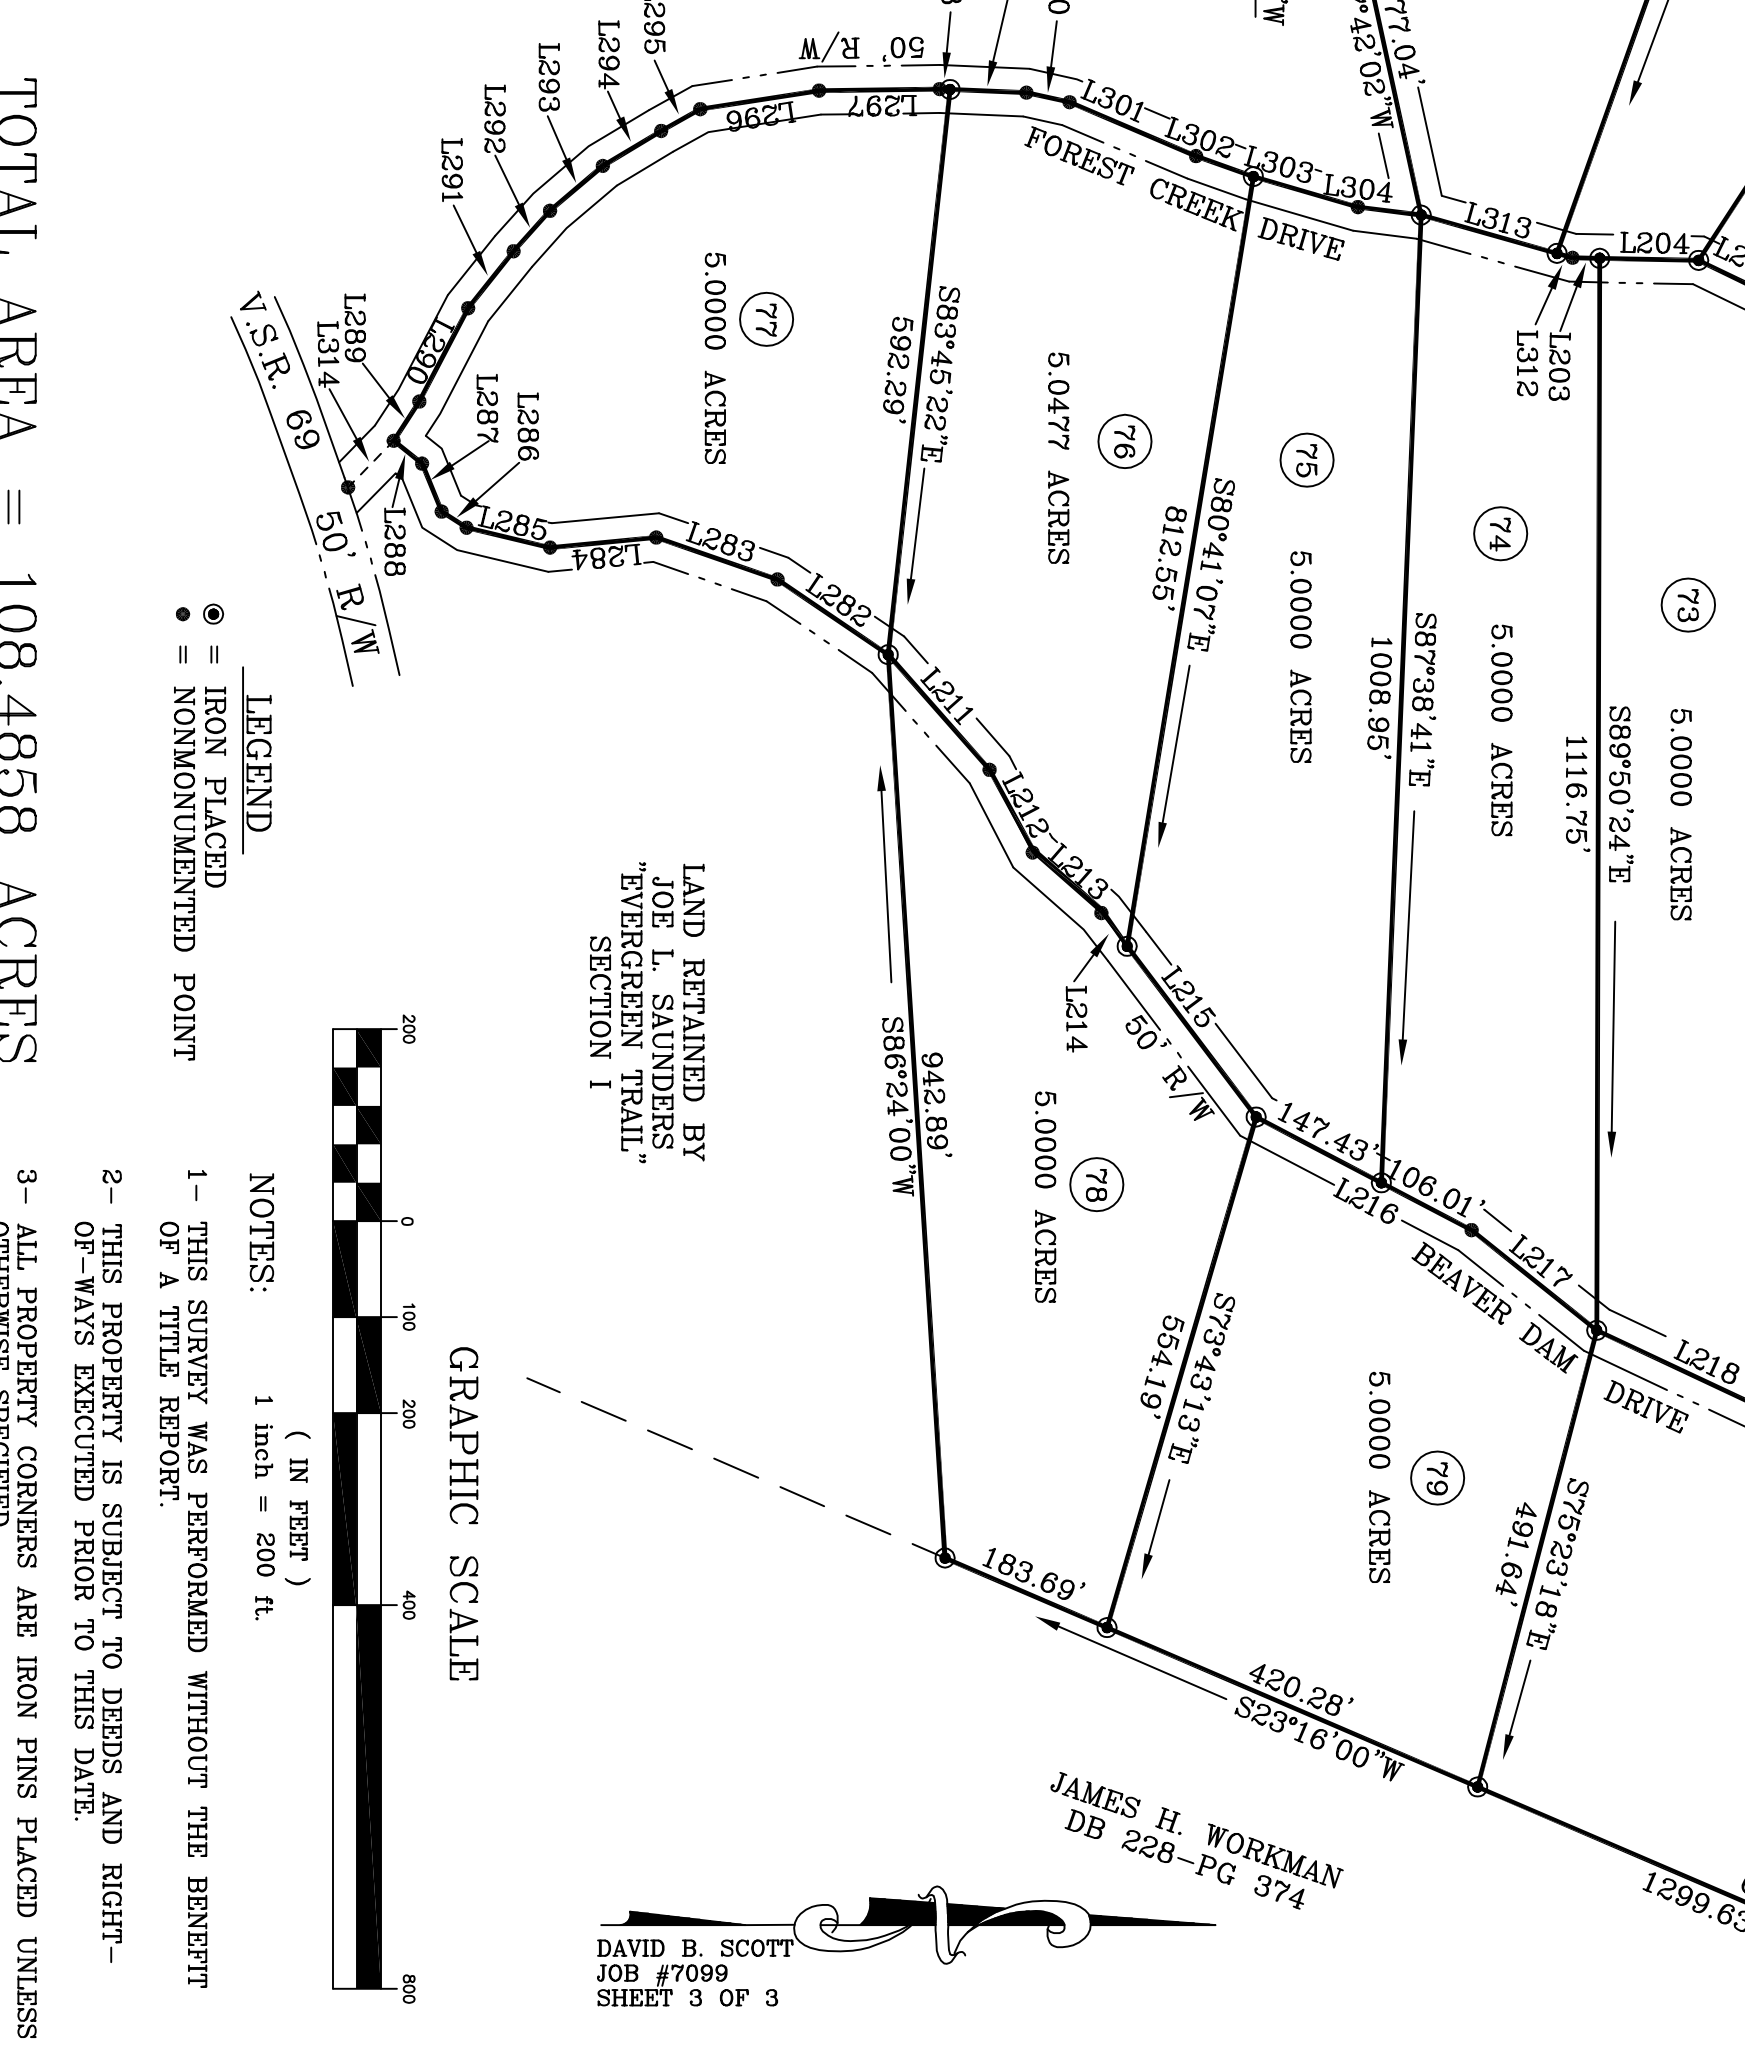 77.04'
7°42'02"W
"W
L295
L294
L293
L292
L291
50' R/W
L296
L297
L301
L302
L303
L304
L313
L204
FOREST CREEK DRIVE
L203
L312
V.S.R. 69
50' R/W
L289
L314
L290
L287
L286
L288
L285
L284
L283
L282
L211
L212
L213
L214
L215
50' R/W
147.43'
106.01'
L216
L217
L218
BEAVER DAM DRIVE
77
5.0000 ACRES
S83°45'22"E
592.29'
76
5.0477 ACRES
S80°41'07"E
812.55'
75
5.0000 ACRES
S87°38'41"E
1008.95'
74
5.0000 ACRES
S89°50'24"E
1116.75'
73
5.0000 ACRES
78
5.0000 ACRES
942.89'
S86°24'00"W
S73°43'13"E
554.19'
79
5.0000 ACRES
S75°23'18"E
491.64'
183.69'
420.28'
S23°16'00"W
1299.63
JAMES H. WORKMAN
DB 228-PG 374
LAND RETAINED BY
JOE L. SAUNDERS
"EVERGREEN TRAIL"
SECTION I
LEGEND
= IRON PLACED
= NONMONUMENTED POINT
TOTAL AREA = 108.4858 ACRES
GRAPHIC SCALE
200 0 100 200 400 800
( IN FEET )
1 inch = 200 ft.
NOTES:
1- THIS SURVEY WAS PERFORMED WITHOUT THE BENEFIT
OF A TITLE REPORT.
2- THIS PROPERTY IS SUBJECT TO DEEDS AND RIGHT-
OF-WAYS EXECUTED PRIOR TO THIS DATE.
3- ALL PROPERTY CORNERS ARE IRON PINS PLACED UNLESS
OTHERWISE SPECIFIED
N
DAVID B. SCOTT
JOB #7099
SHEET 3 OF 3